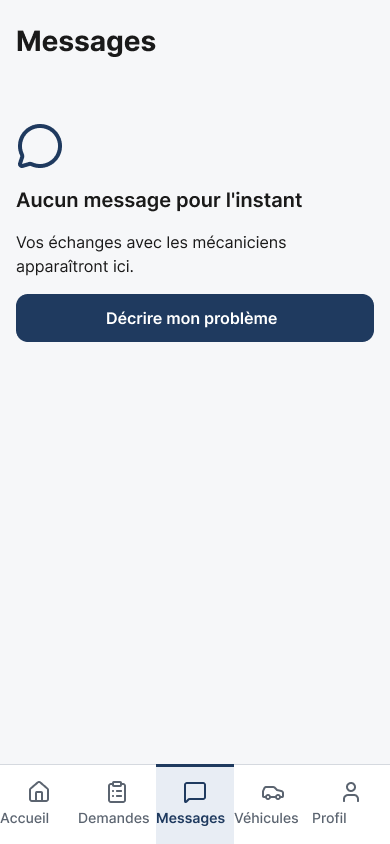 Messages
Aucun message pour l'instant
Vos échanges avec les mécaniciens
apparaîtront ici.
Décrire mon problème
Accueil
Demandes
Messages
Véhicules
Profil